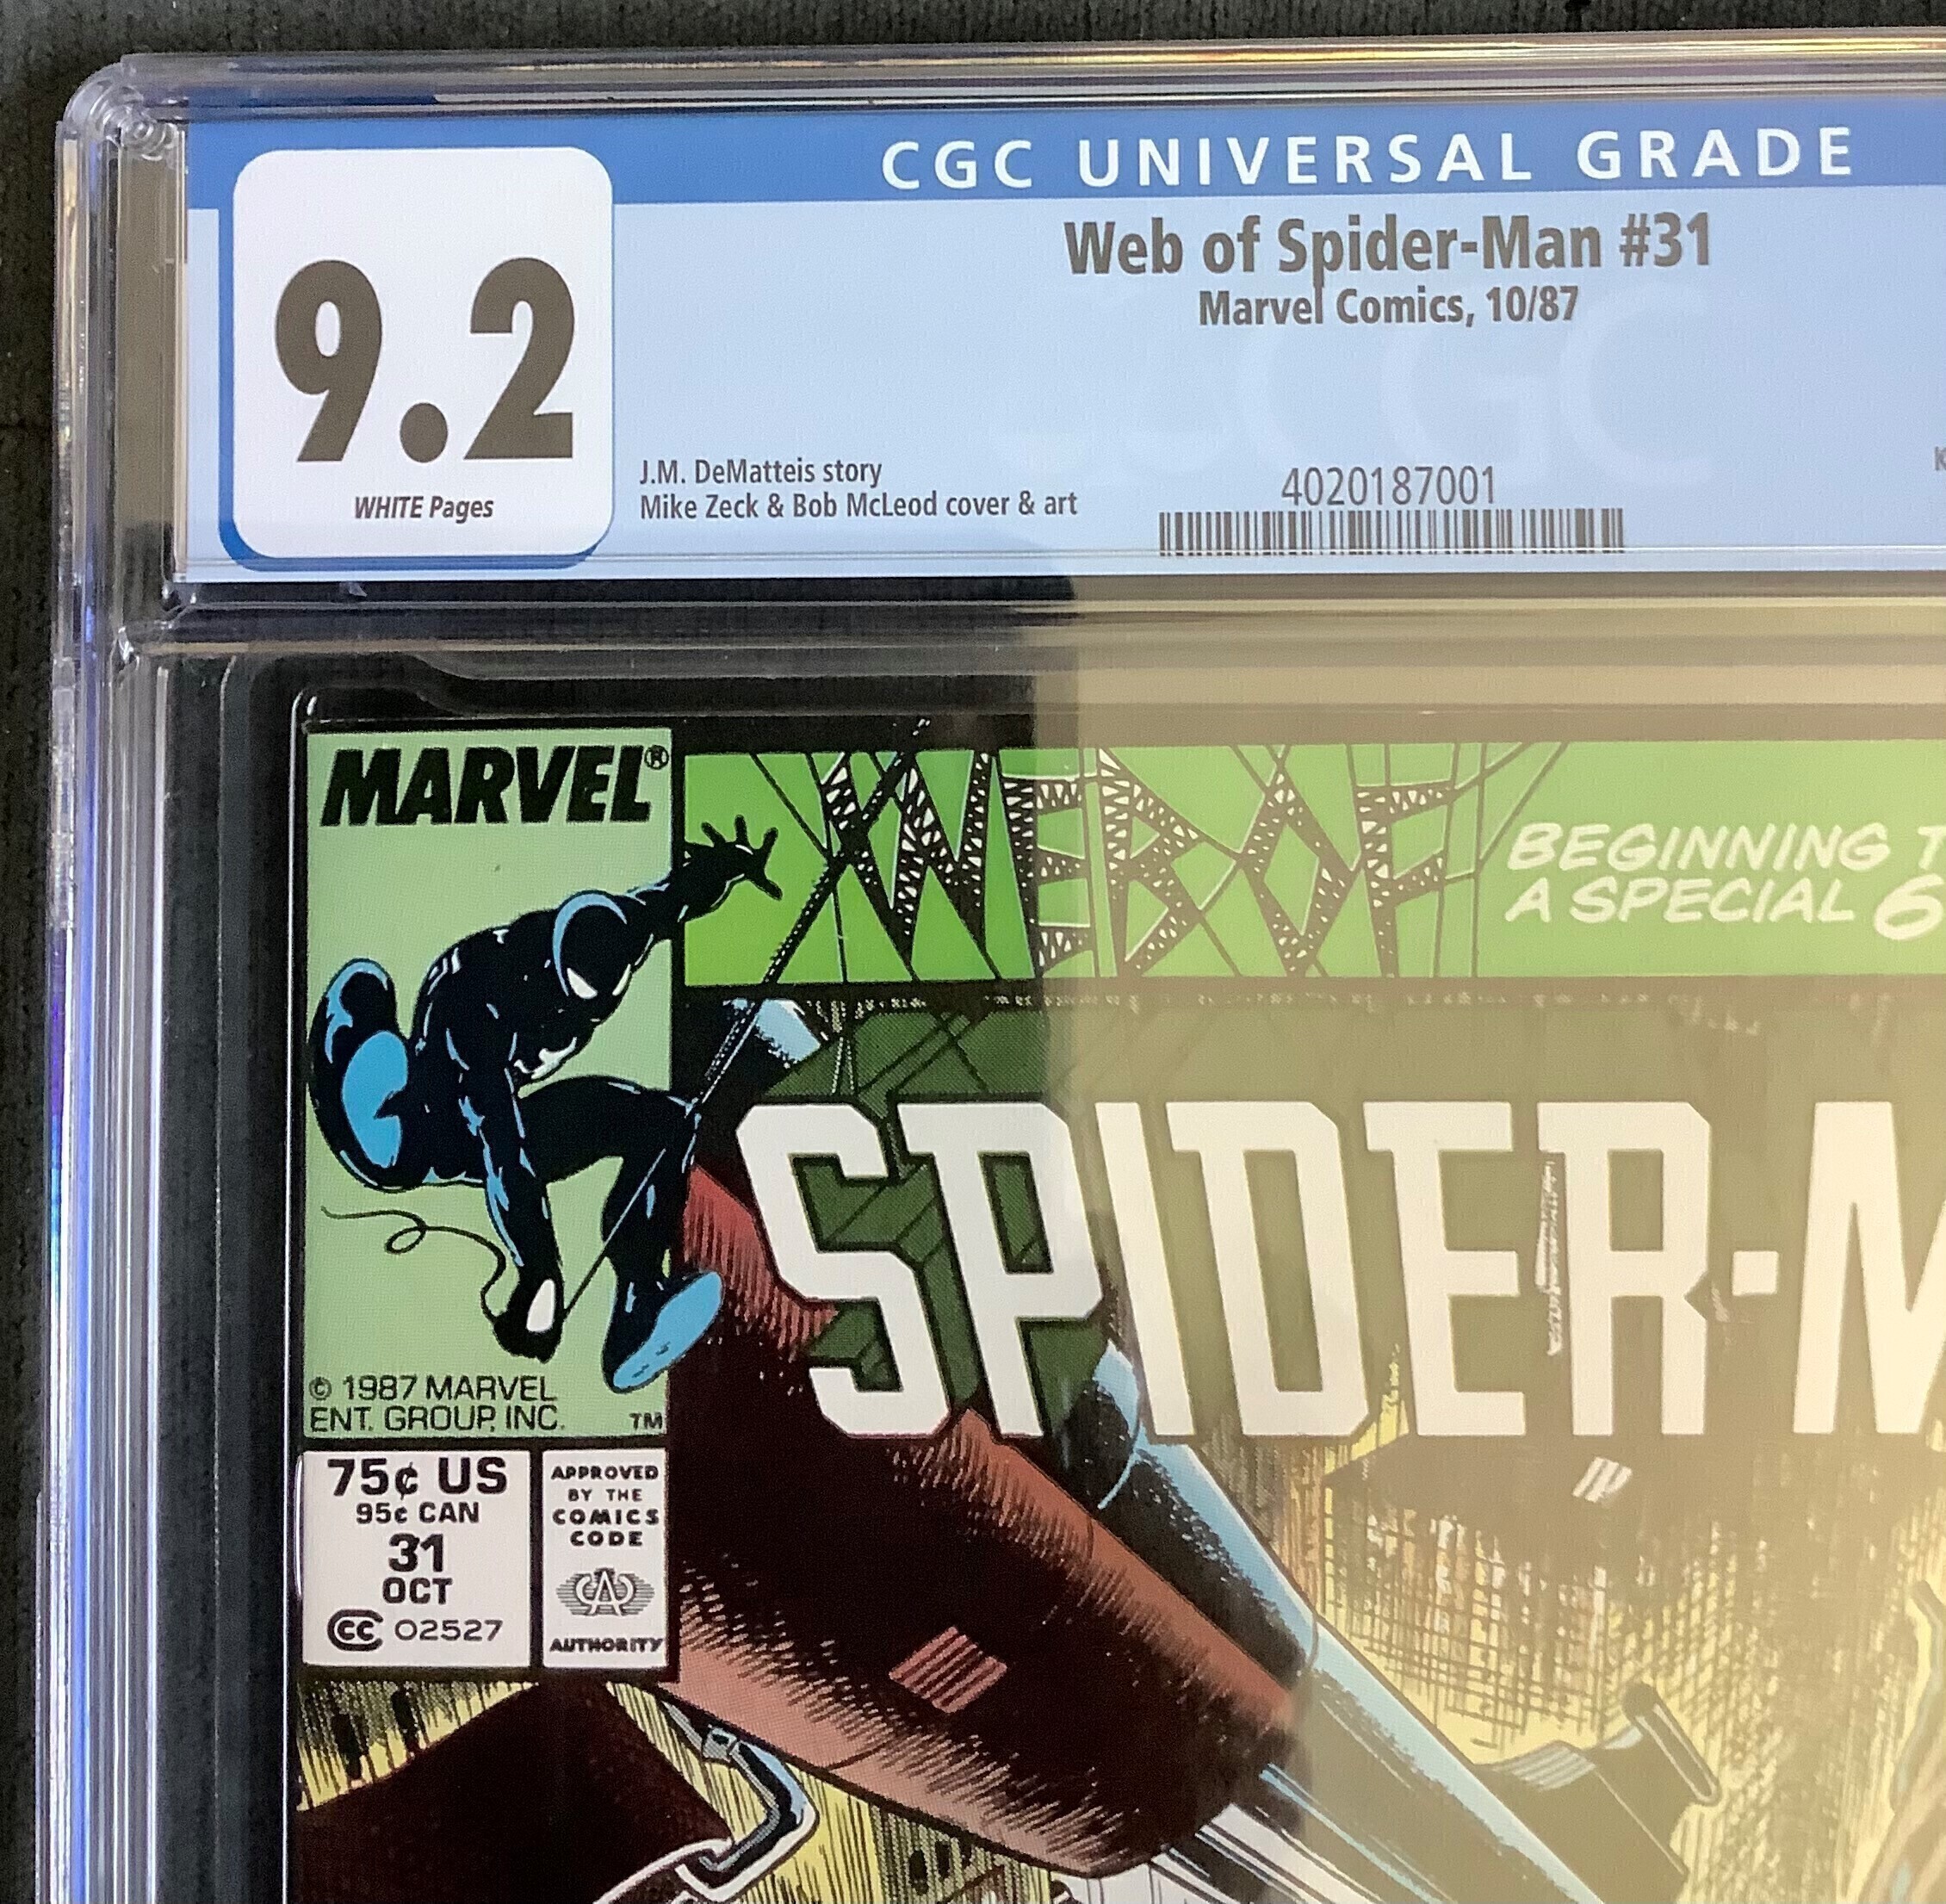 CGC UNIVERSAL GRADE
9.2
WHITE Pages
Web of Spider-Man #31
Marvel Comics, 10/87
J.M. DeMatteis story
Mike Zeck & Bob McLeod cover & art
4020187001
CGC
MARVEL®
WEB OF
BEGINNING
A SPECIAL 6
SPIDER-M
© 1987 MARVEL
ENT. GROUP, INC. TM
75¢ US
95¢ CAN
31
OCT
CC 02527
APPROVED
BY THE
COMICS
CODE
CA
AUTHORITY